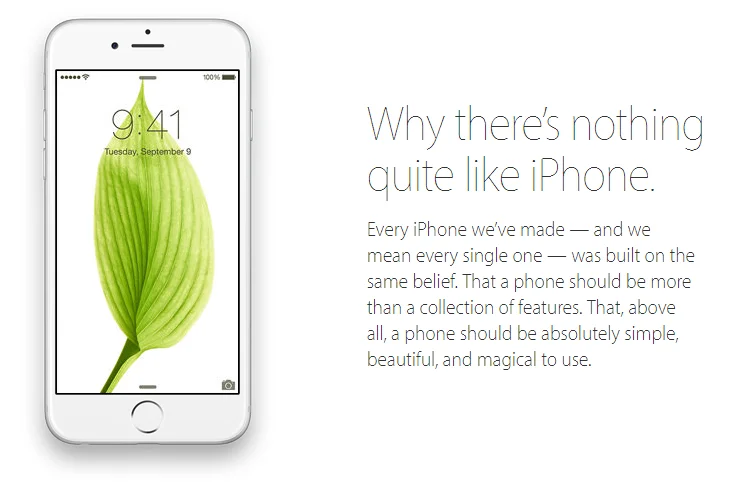 100%
9:41
Tuesday, September 9
Why there's nothing
quite like iPhone.
Every iPhone we've made — and we
mean every single one — was built on the
same belief. That a phone should be more
than a collection of features. That, above
all, a phone should be absolutely simple,
beautiful, and magical to use.